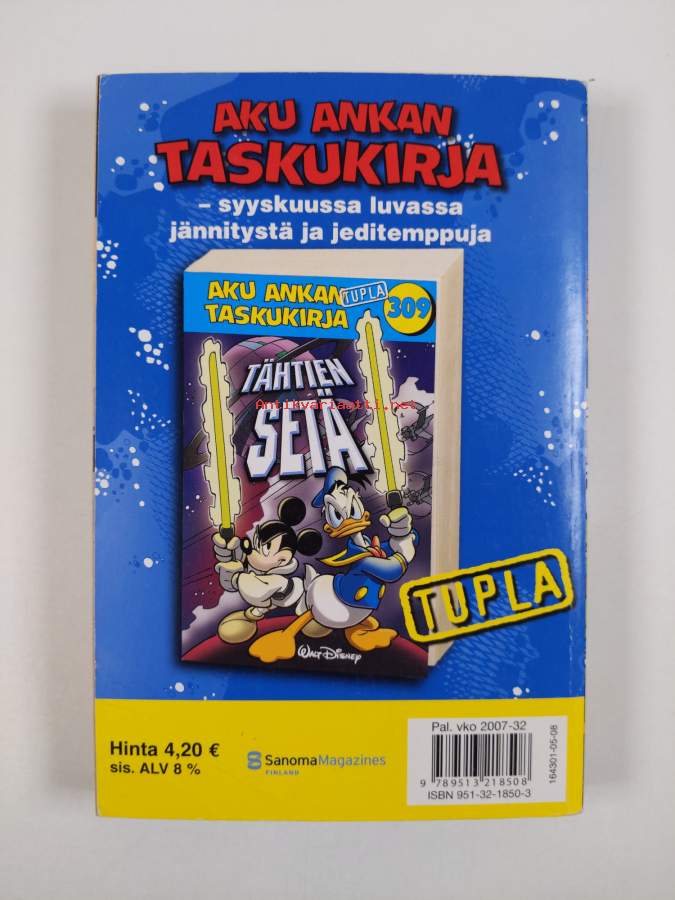 AKU ANKAN
TASKUKIRJA
– syyskuussa luvassa
jännitystä ja jeditemppuja
AKU ANKAN TUPLA 309
TASKUKIRJA
TÄHTIEN
Antikvariaatti.net
SETÄ
WALT DISNEY
TUPLA
Hinta 4,20 €
sis. ALV 8 %
SanomaMagazines
FINLAND
Pal. vko 2007-32
9 789513 218508
ISBN 951-32-1850-3
164301-05-08